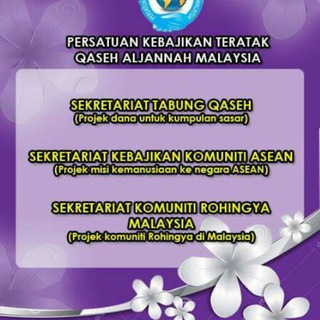 PERSATUAN KEBAJIKAN TERATAK
QASEH ALJANNAH MALAYSIA
SEKRETARIAT TABUNG QASEH
(Projek dana untuk kumpulan sasar)
SEKRETARIAT KEBAJIKAN KOMUNITI ASEAN
(Projek misi kemanusiaan ke negara ASEAN)
SEKRETARIAT KOMUNITI ROHINGYA
MALAYSIA
(Projek komuniti Rohingya di Malaysia)